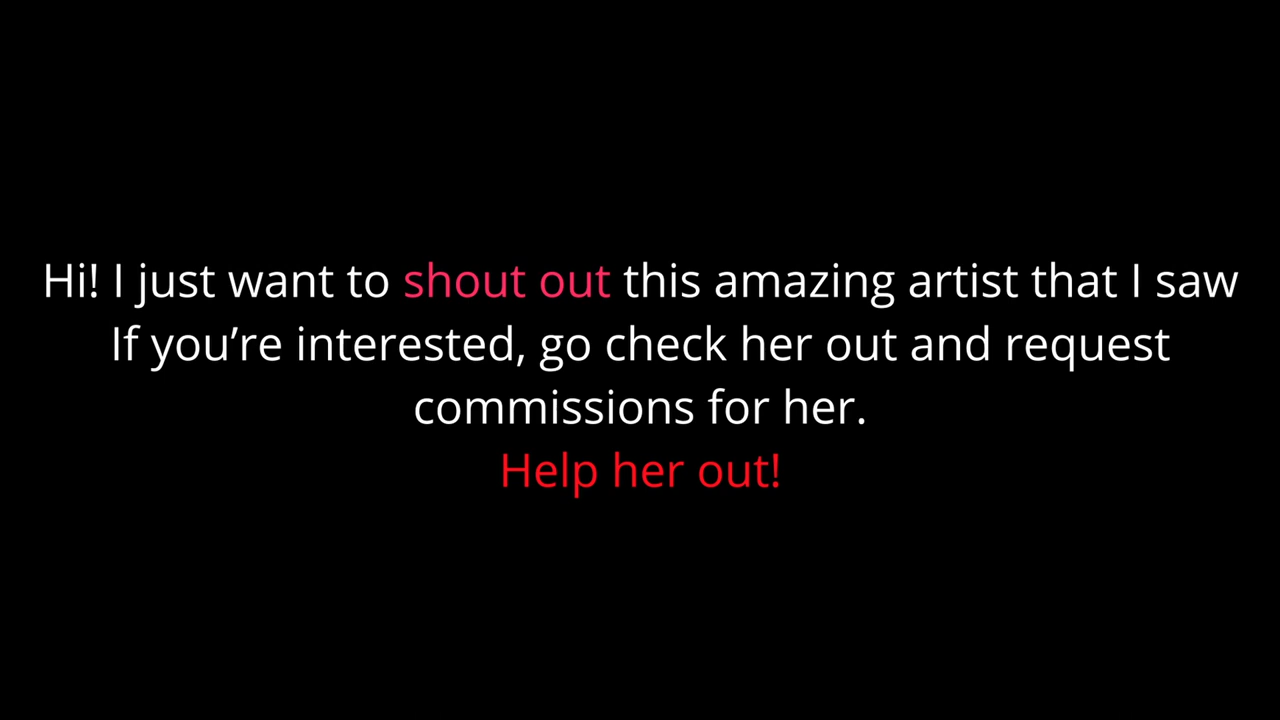 Hi! I just want to shout out this amazing artist that I saw
If you’re interested, go check her out and request
commissions for her.
Help her out!